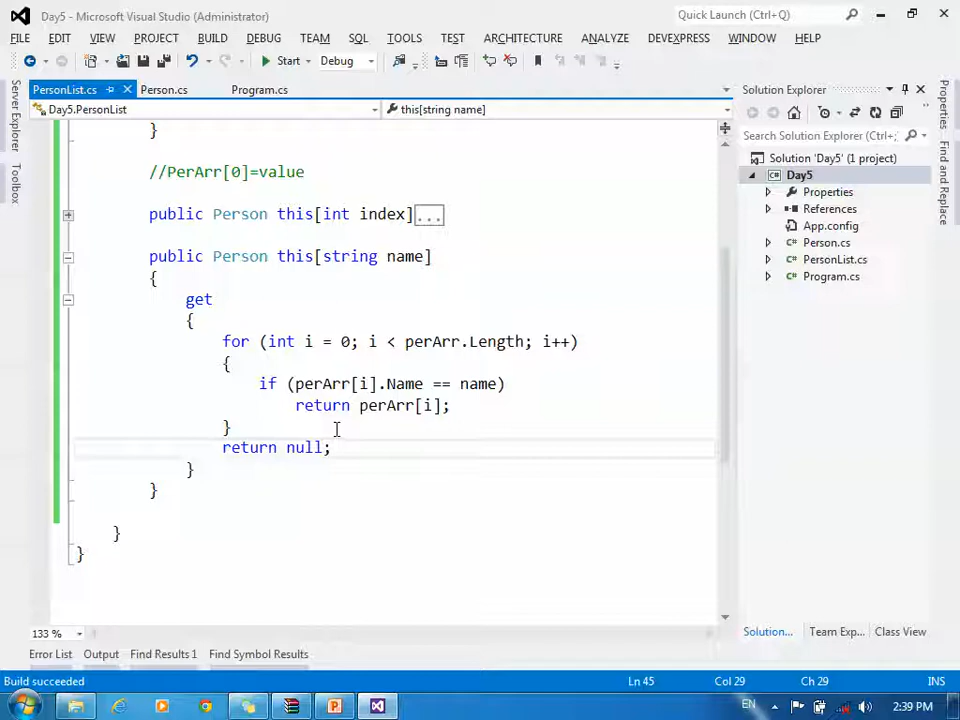 Day5 - Microsoft Visual Studio (Administrator)
Quick Launch (Ctrl+Q)
FILE EDIT VIEW PROJECT BUILD DEBUG TEAM SQL TOOLS TEST ARCHITECTURE ANALYZE DEVEXPRESS WINDOW HELP
Start Debug
Server Explorer
Toolbox
PersonList.cs Person.cs Program.cs
Day5.PersonList this[string name]
}
//PerArr[0]=value
public Person this[int index]...
public Person this[string name]
{
get
{
for (int i = 0; i < perArr.Length; i++)
{
if (perArr[i].Name == name)
return perArr[i];
}
return null;
}
}
}
}
133 %
Solution Explorer
Search Solution Explorer (Ctrl+;
Solution 'Day5' (1 project)
Day5
Properties
References
App.config
Person.cs
PersonList.cs
Program.cs
Solution... Team Exp... Class View
Properties
Find and Replace
Error List Output Find Results 1 Find Symbol Results
Build succeeded Ln 45 Col 29 Ch 29 INS
EN 2:39 PM